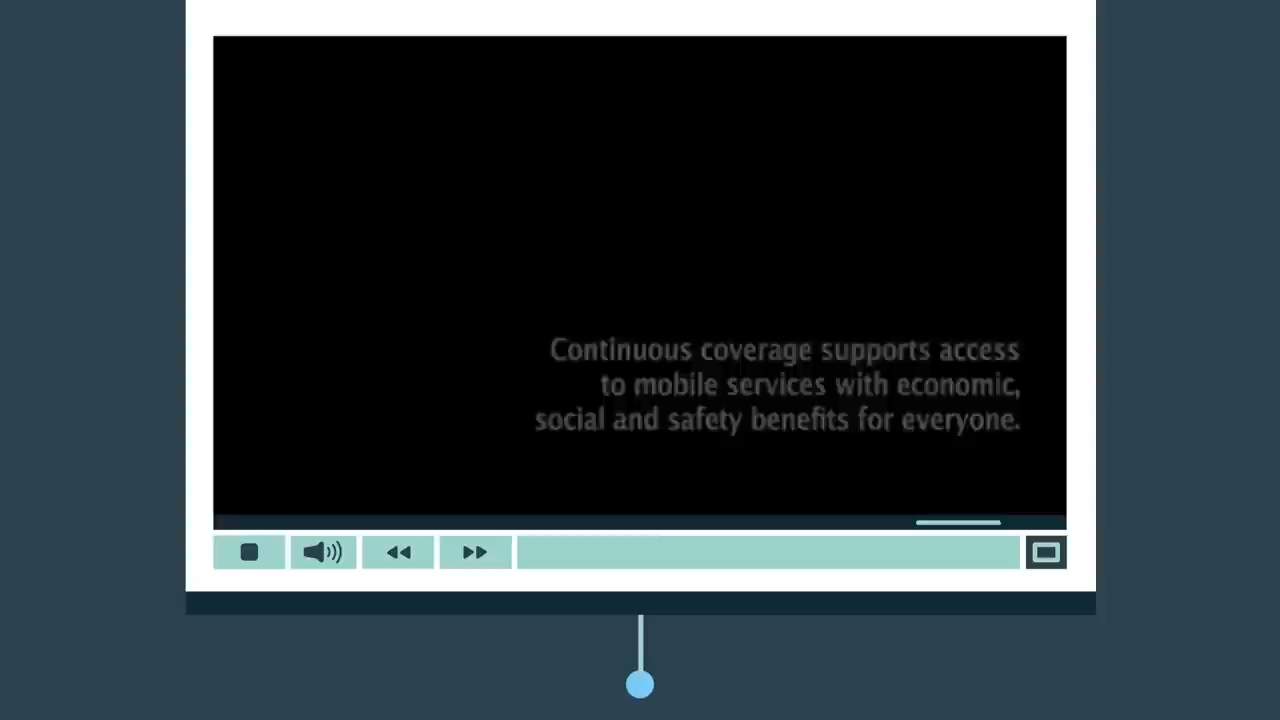 Continuous coverage supports access
to mobile services with economic,
social and safety benefits for everyone.